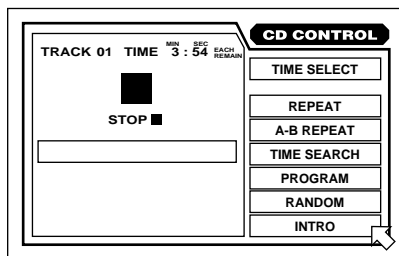 CD CONTROL
TRACK 01 TIME MIN 3 : SEC 54 EACH REMAIN
STOP
TIME SELECT
REPEAT
A-B REPEAT
TIME SEARCH
PROGRAM
RANDOM
INTRO